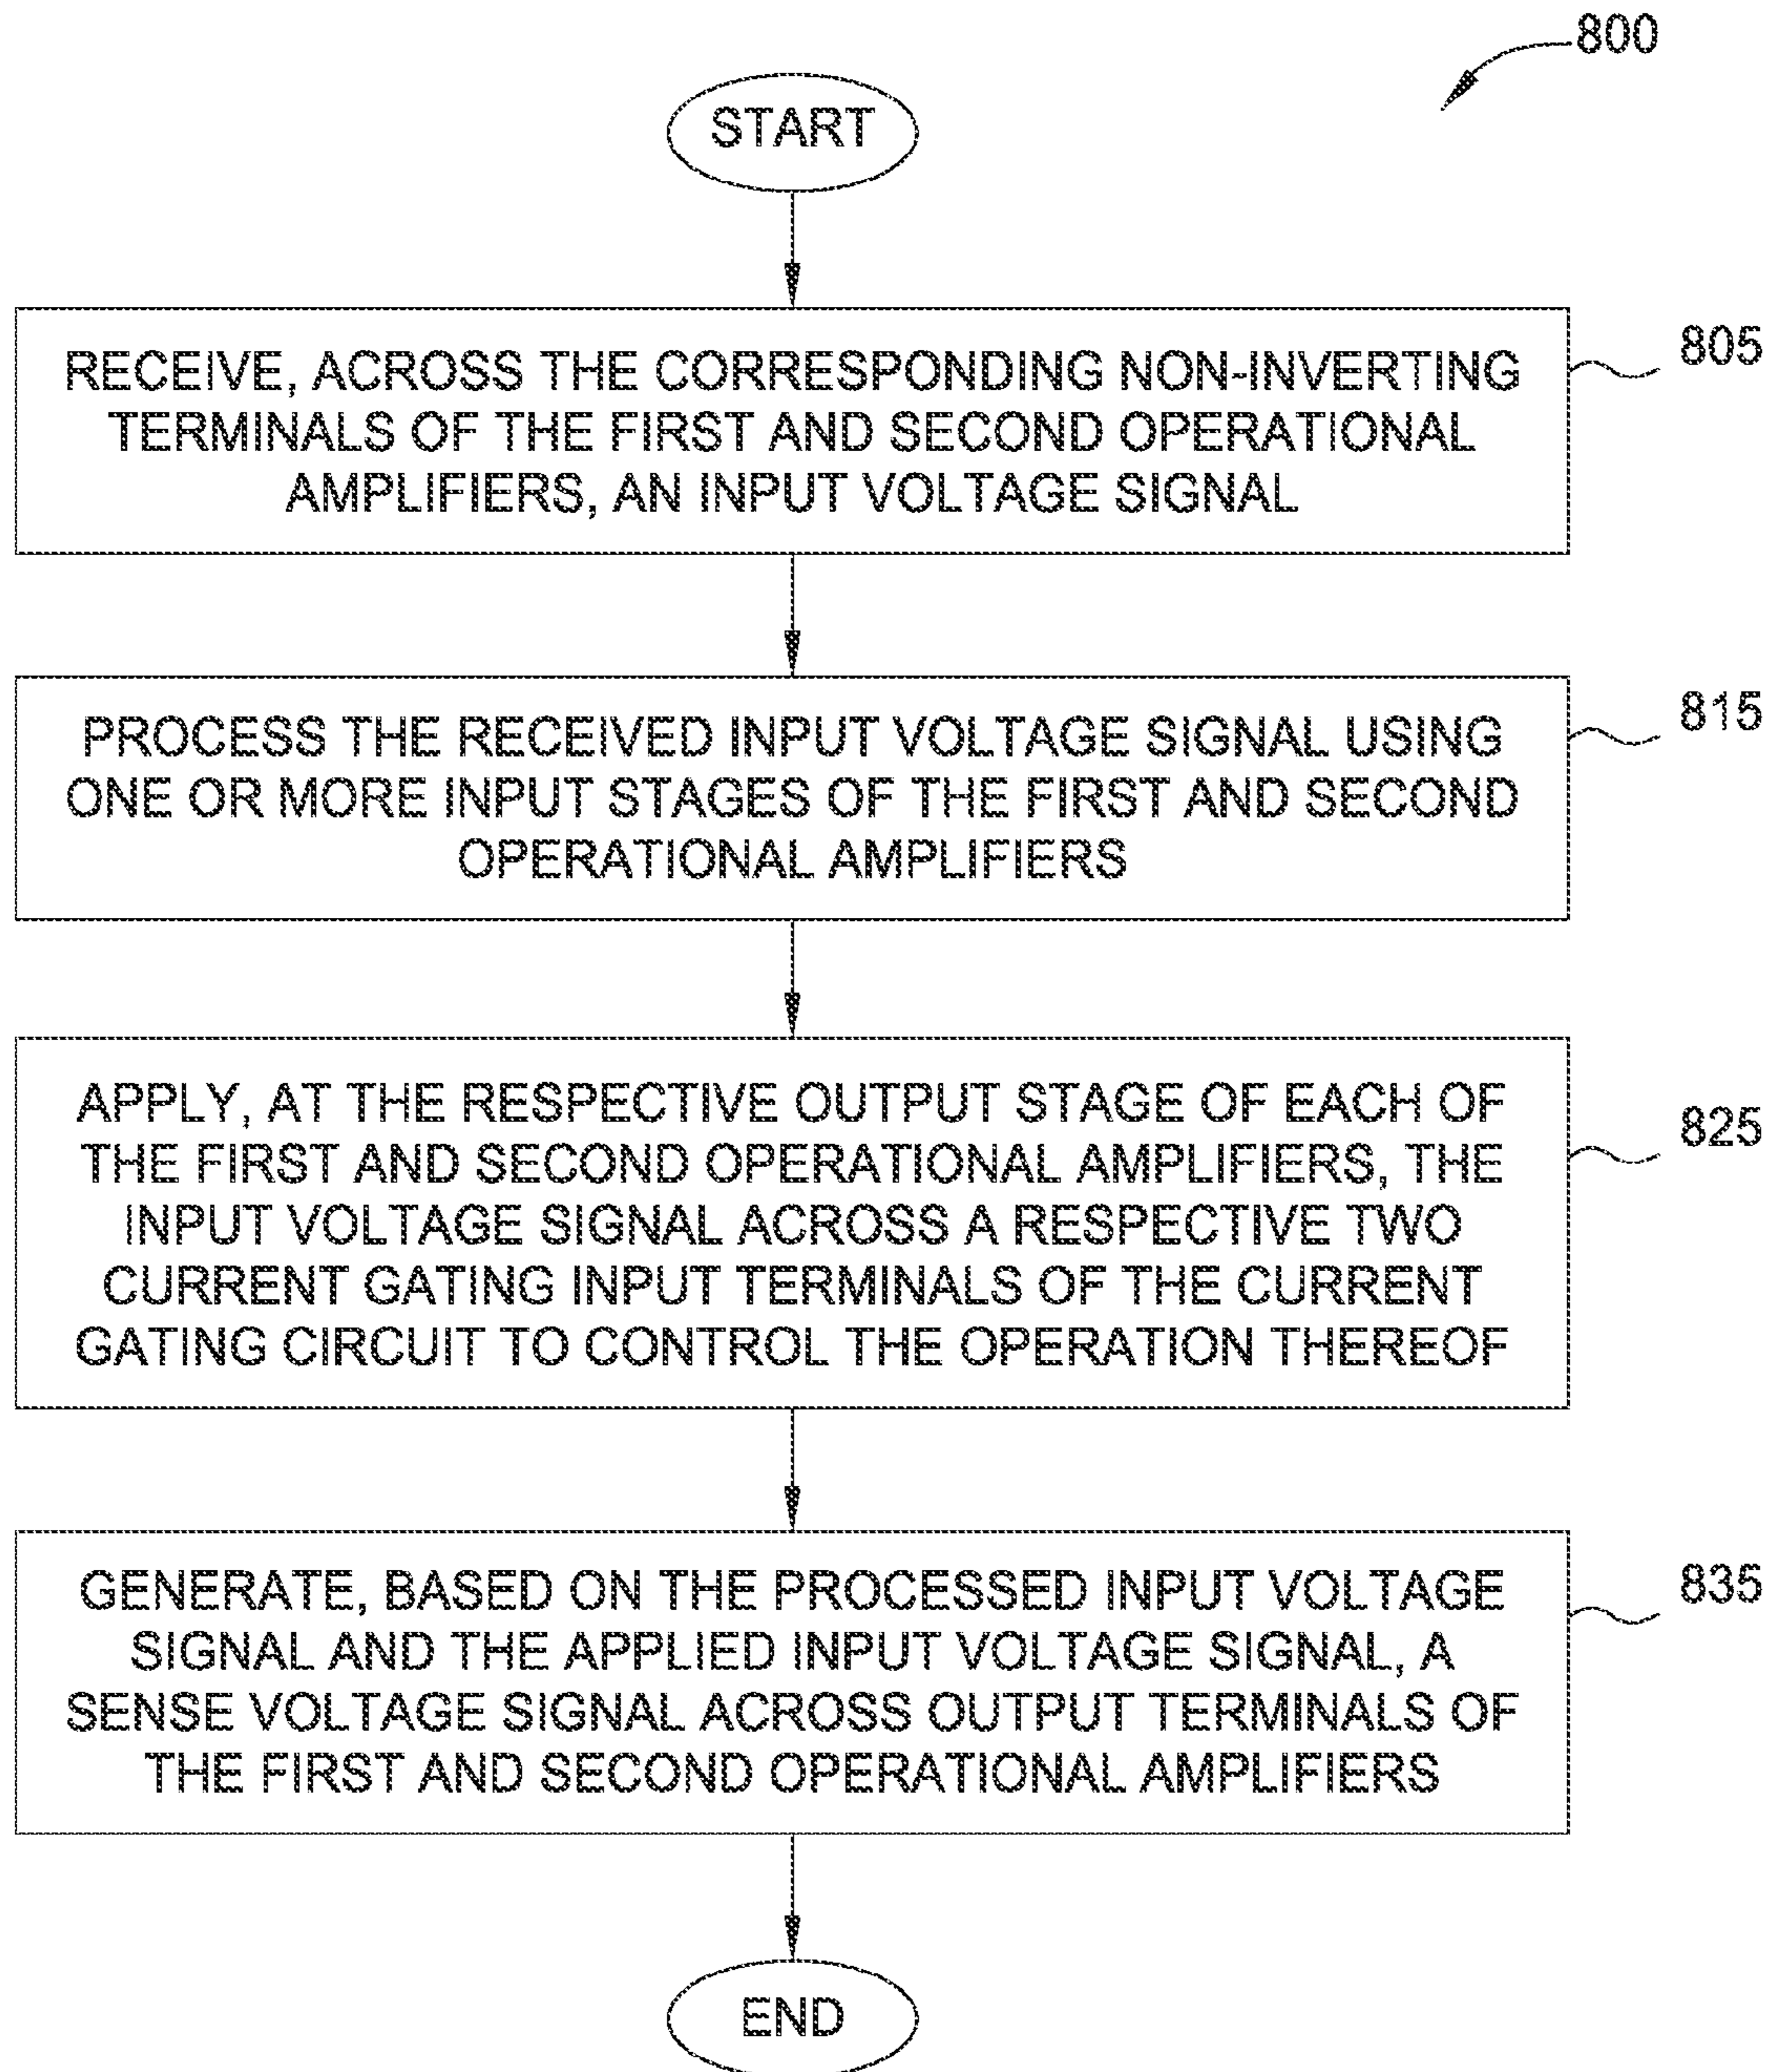 800
START
RECEIVE, ACROSS THE CORRESPONDING NON-INVERTING
TERMINALS OF THE FIRST AND SECOND OPERATIONAL
AMPLIFIERS, AN INPUT VOLTAGE SIGNAL
805
PROCESS THE RECEIVED INPUT VOLTAGE SIGNAL USING
ONE OR MORE INPUT STAGES OF THE FIRST AND SECOND
OPERATIONAL AMPLIFIERS
815
APPLY, AT THE RESPECTIVE OUTPUT STAGE OF EACH OF
THE FIRST AND SECOND OPERATIONAL AMPLIFIERS, THE
INPUT VOLTAGE SIGNAL ACROSS A RESPECTIVE TWO
CURRENT GATING INPUT TERMINALS OF THE CURRENT
GATING CIRCUIT TO CONTROL THE OPERATION THEREOF
825
GENERATE, BASED ON THE PROCESSED INPUT VOLTAGE
SIGNAL AND THE APPLIED INPUT VOLTAGE SIGNAL, A
SENSE VOLTAGE SIGNAL ACROSS OUTPUT TERMINALS OF
THE FIRST AND SECOND OPERATIONAL AMPLIFIERS
835
END